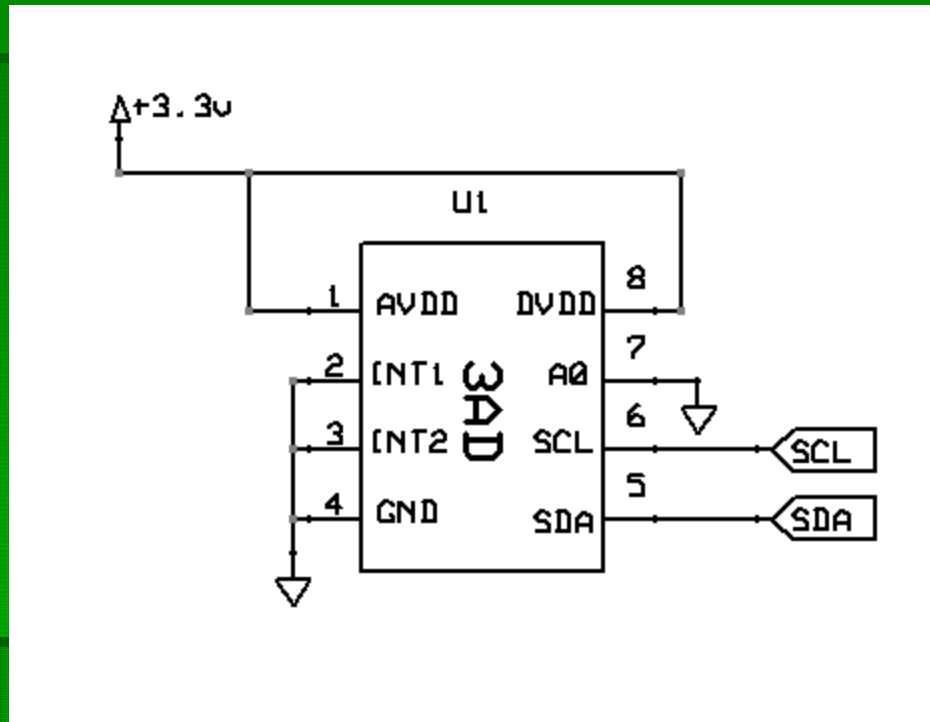 +3.3v
U1
1 AVDD DVDD 8
2 INT1 A0 7
3 INT2 SCL 6
4 GND SDA 5
3AD
SCL
SDA